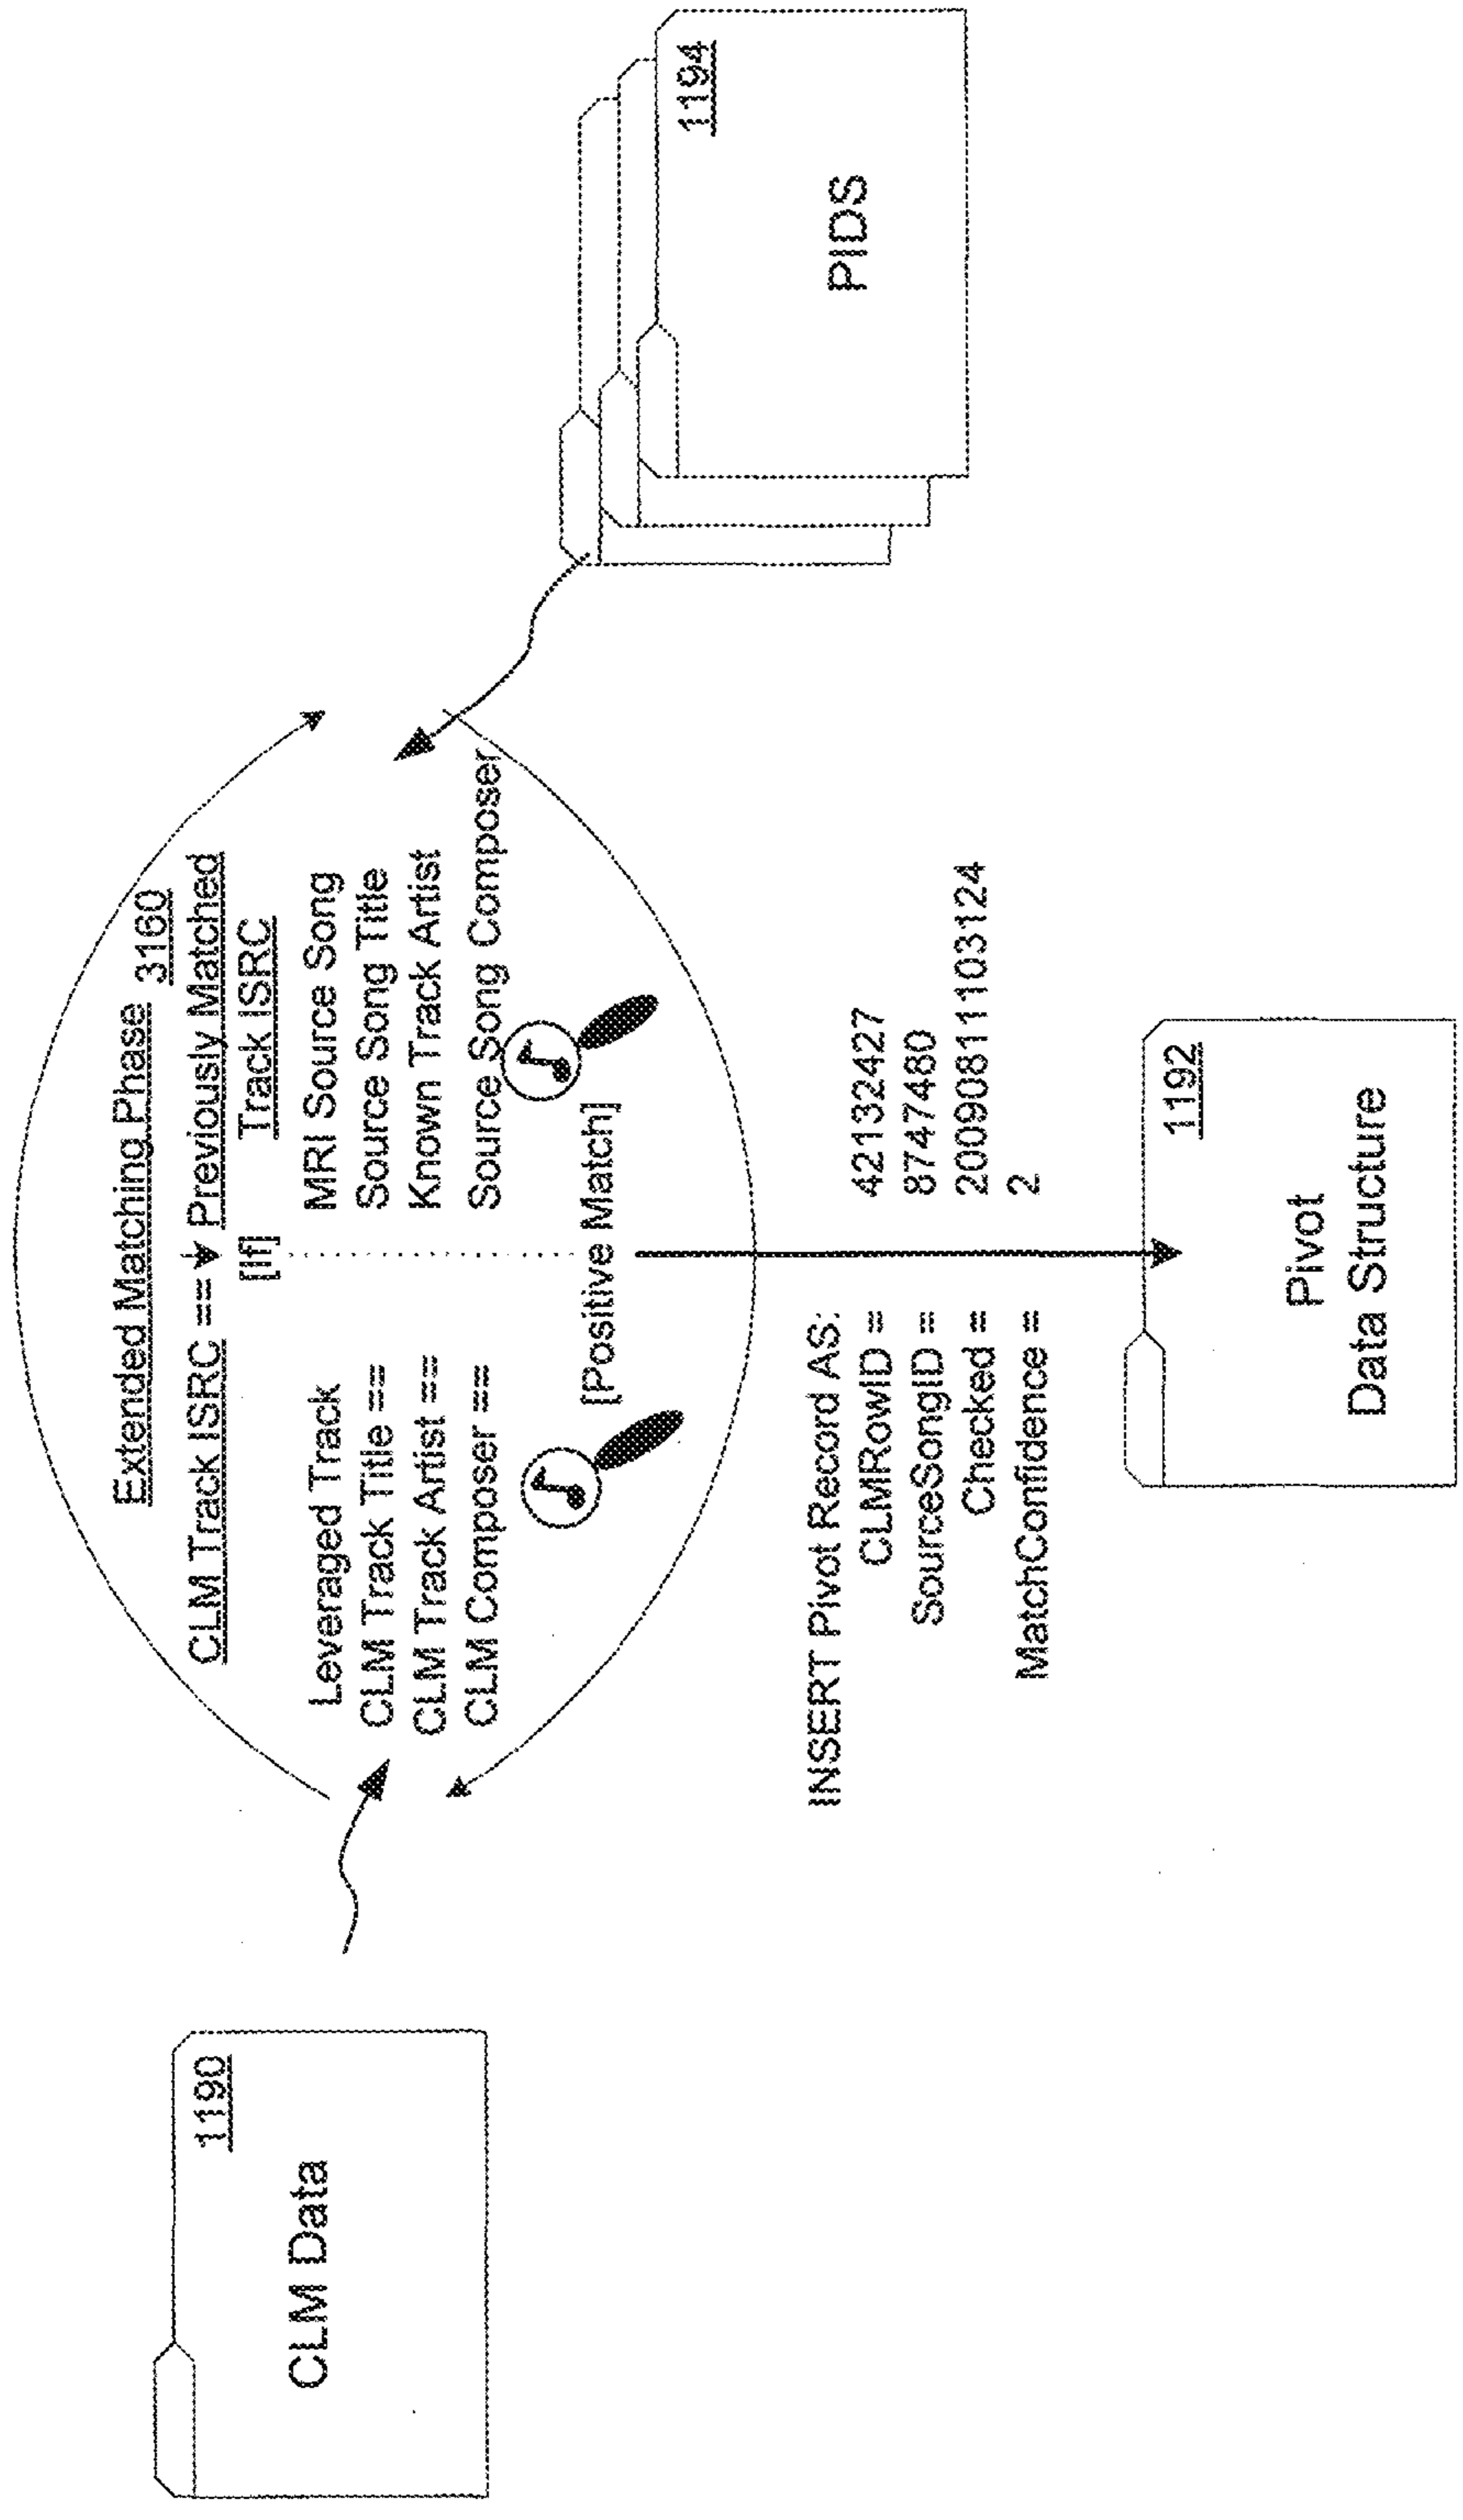 Extended Matching Phase 3160
CLM Track ISRC == Previously Matched
Track ISRC
[If]
Leveraged Track MRI Source Song
CLM Track Title == Source Song Title
CLM Track Artist == Known Track Artist
CLM Composer == Source Song Composer
[Positive Match]
1190
CLM Data
1194
PIDS
INSERT Pivot Record AS:
CLMRowID = 42132427
SourceSongID = 8747480
Checked = 20090811103124
MatchConfidence = 2
1192
Pivot
Data Structure